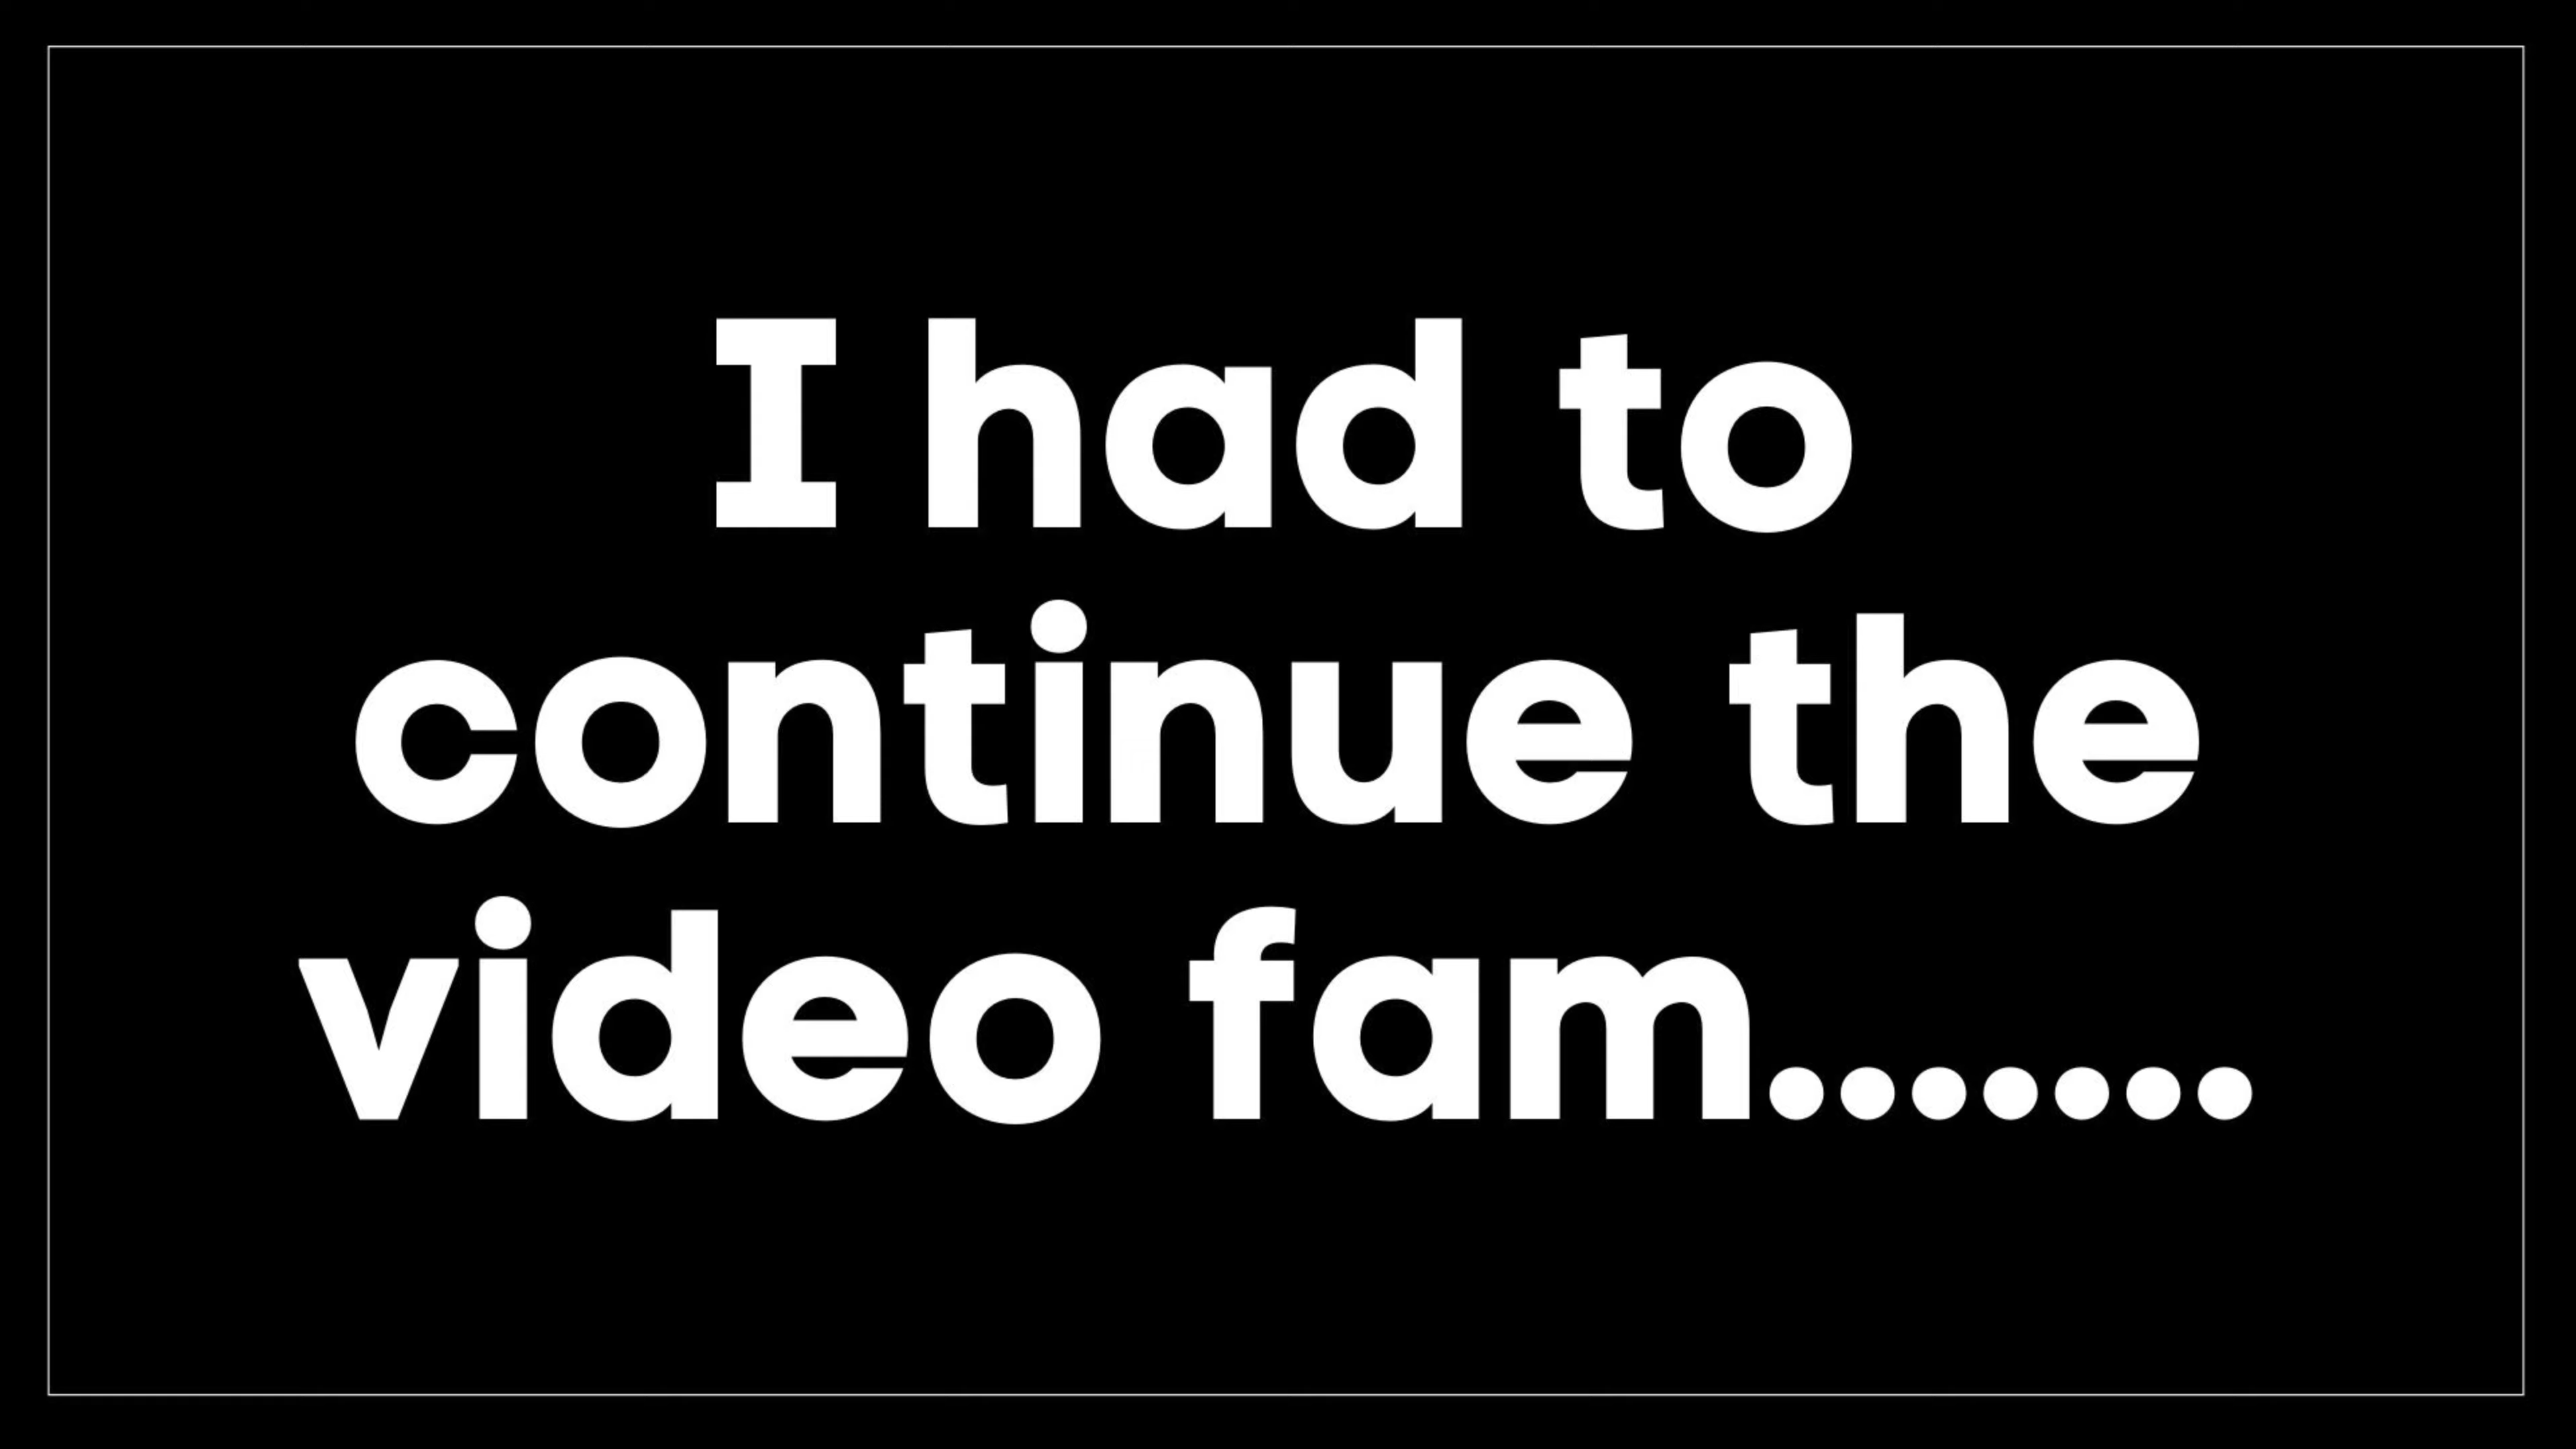 I had to
continue the
video fam.......